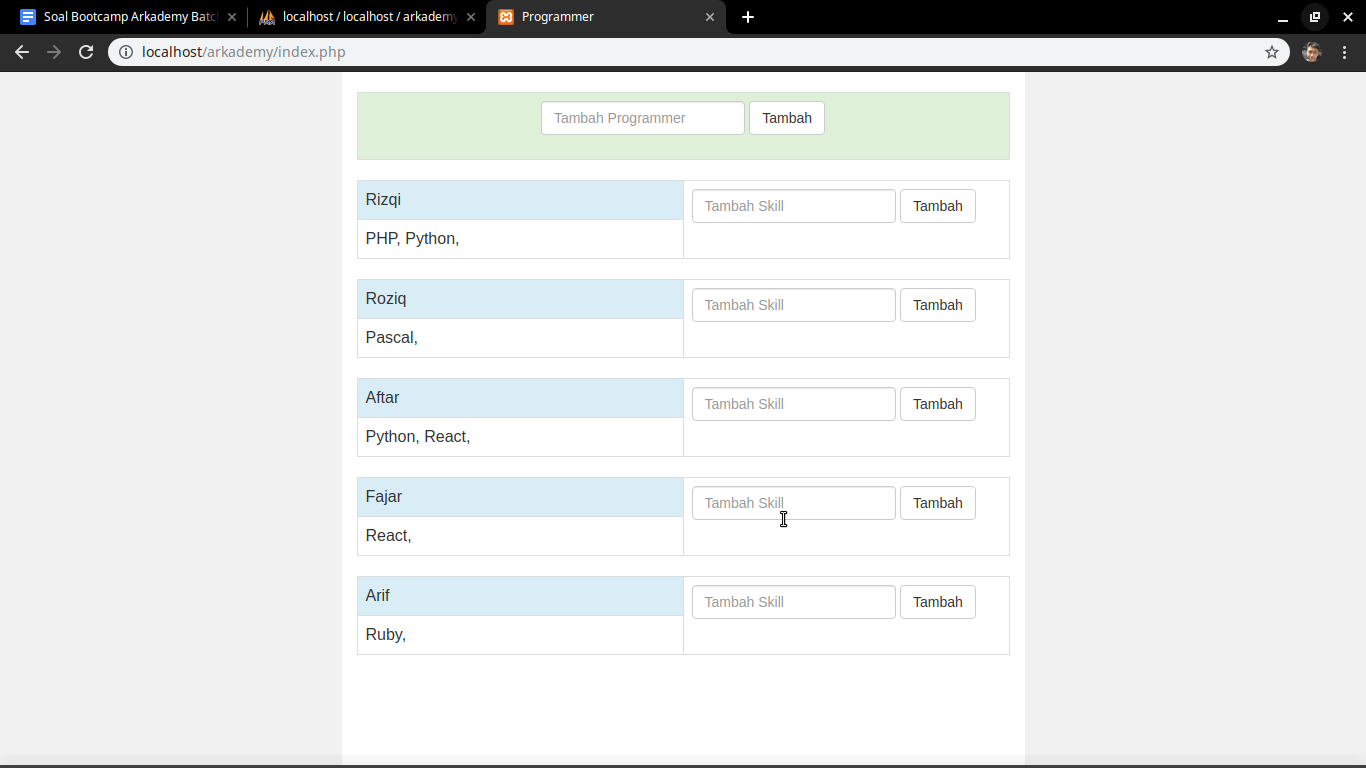 Soal Bootcamp Arkademy Batc
localhost / localhost / arkademy
Programmer
localhost/arkademy/index.php
Tambah Programmer
Tambah
Rizqi
Tambah Skill
Tambah
PHP, Python,
Roziq
Tambah Skill
Tambah
Pascal,
Aftar
Tambah Skill
Tambah
Python, React,
Fajar
Tambah Skill
Tambah
React,
Arif
Tambah Skill
Tambah
Ruby,